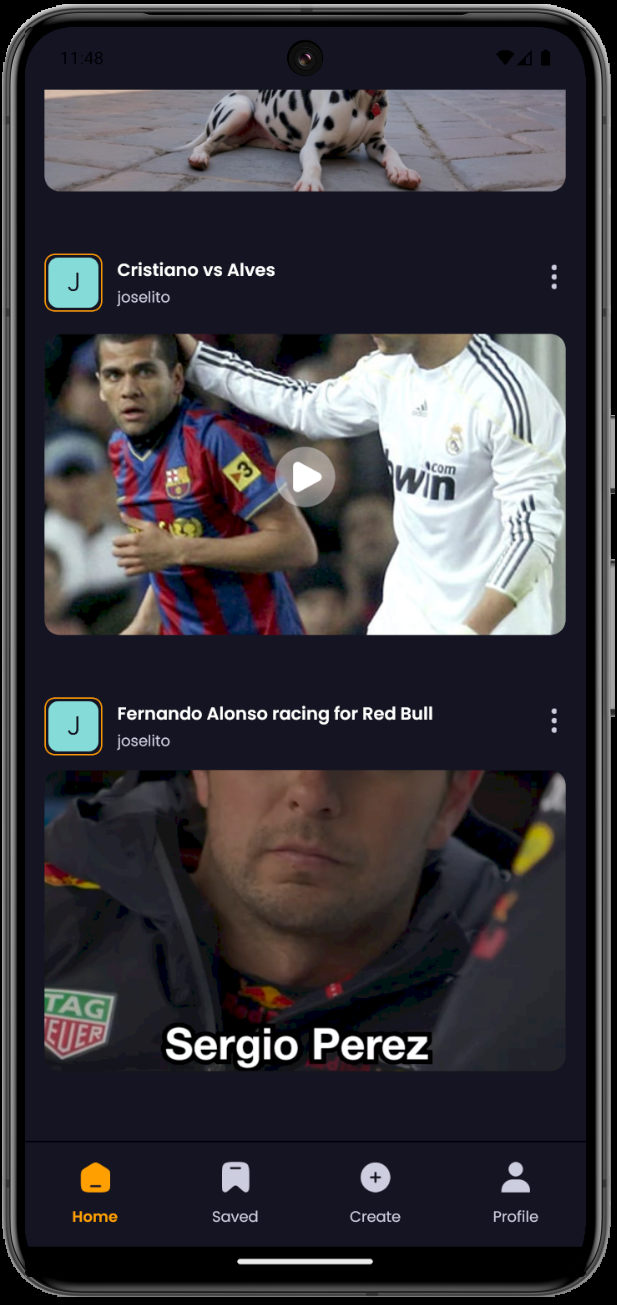 11:48
J
Cristiano vs Alves
joselito
3
bwin
.com
J
Fernando Alonso racing for Red Bull
joselito
TAG
HEUER
Sergio Perez
Home
Saved
Create
Profile